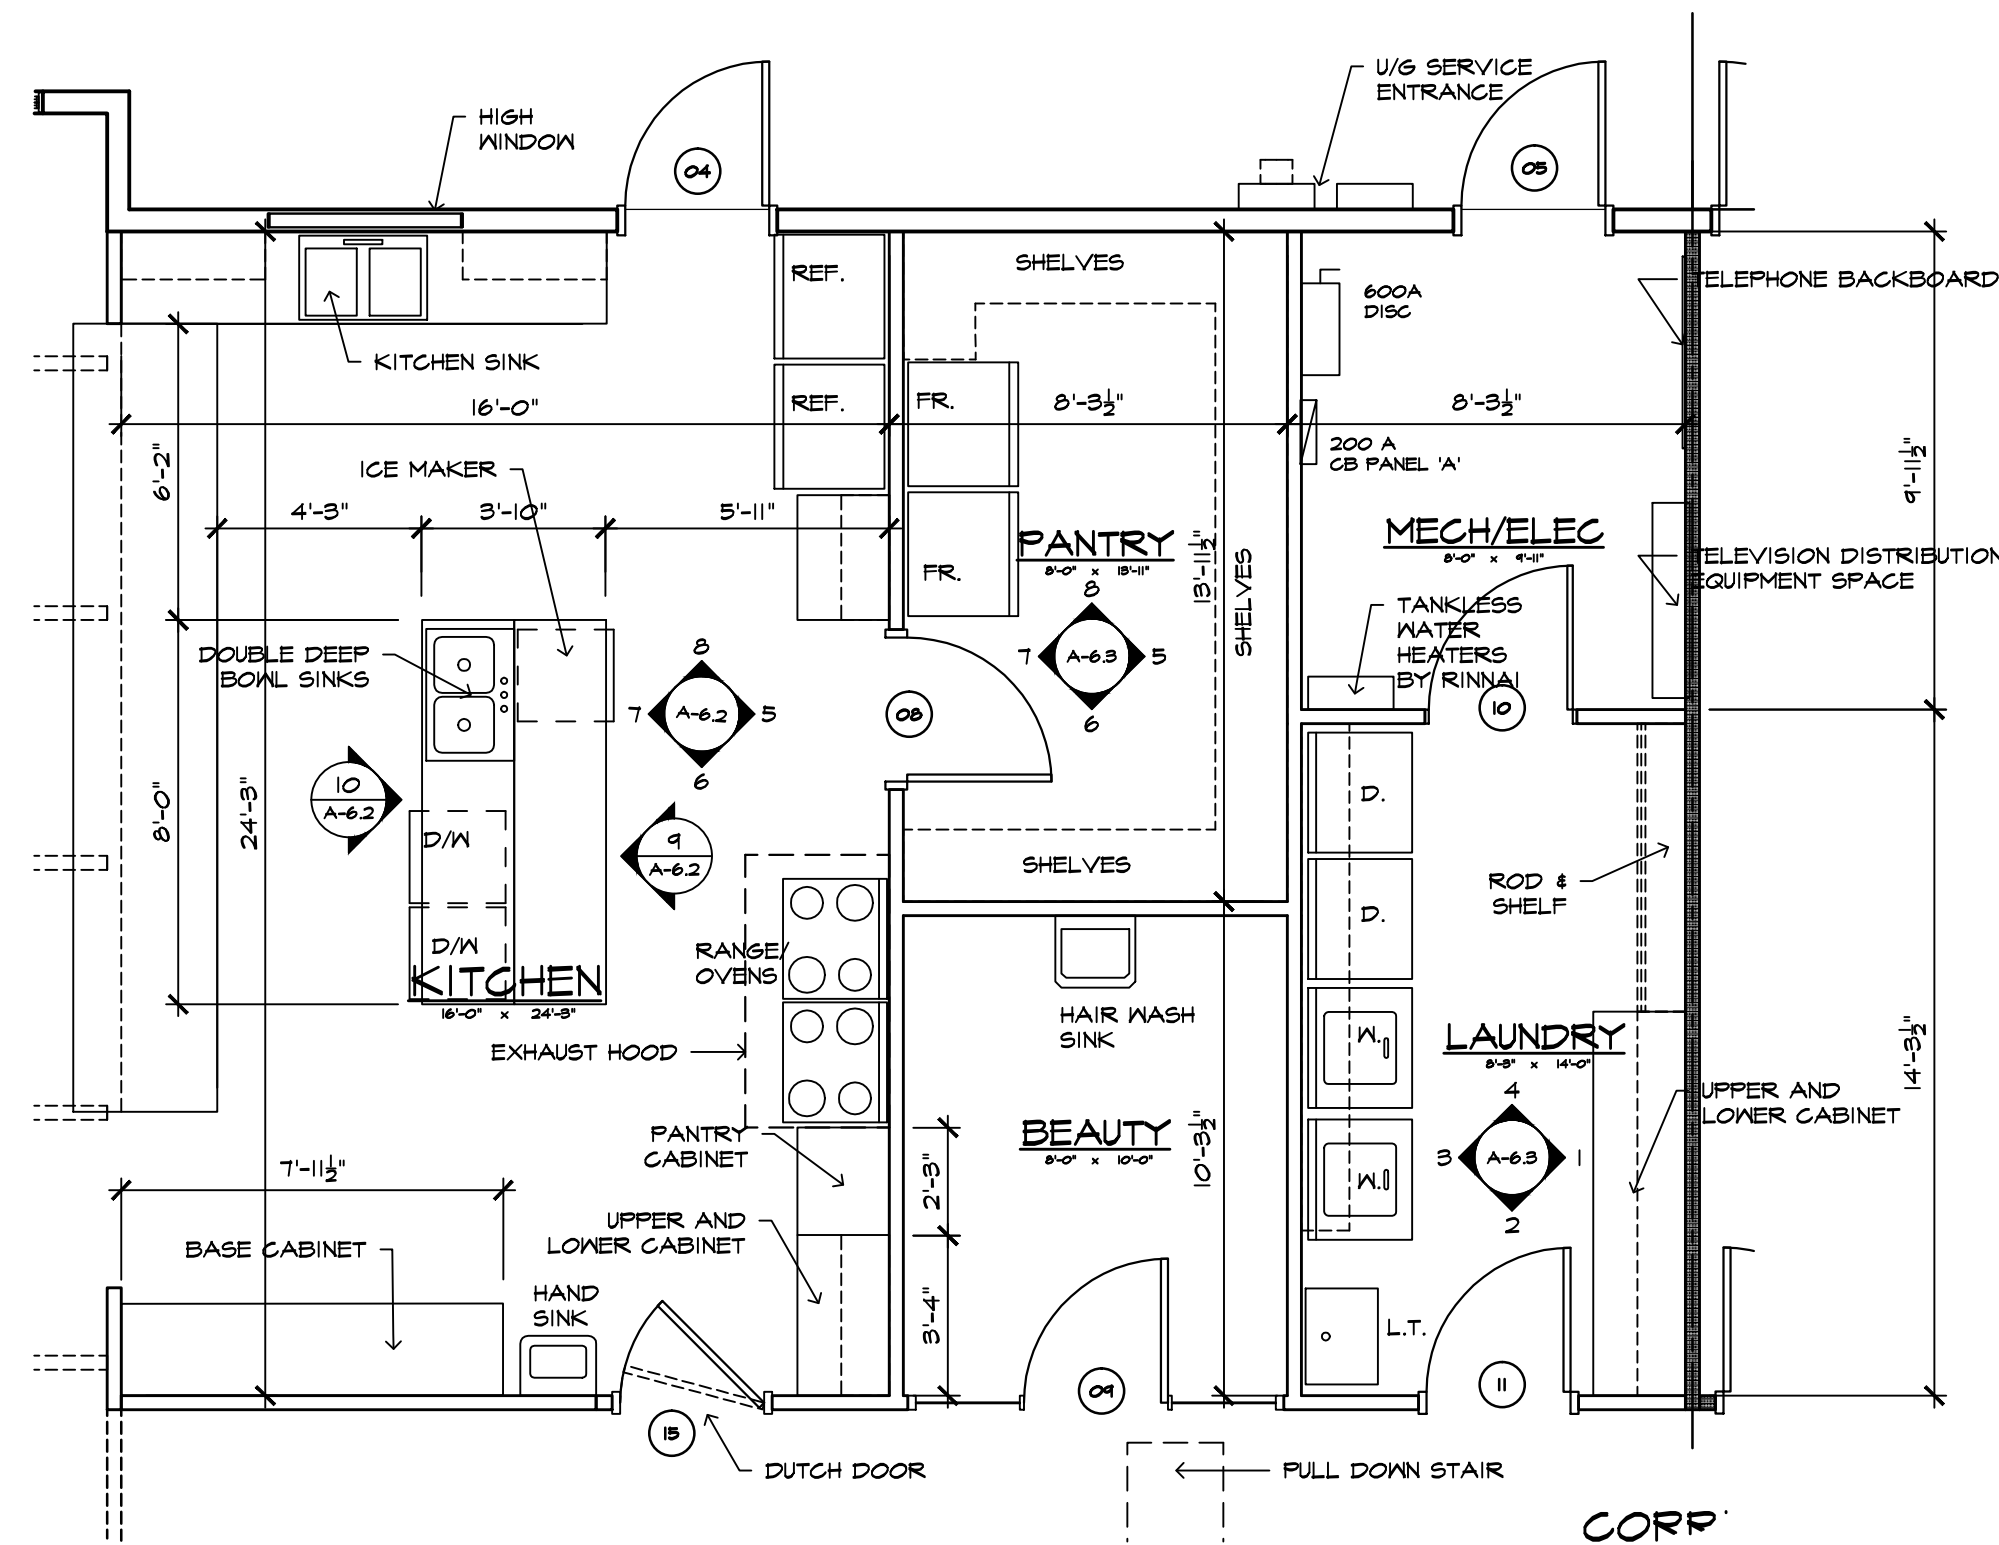 U/G SERVICE
ENTRANCE
HIGH
WINDOW
04
05
SHELVES
REF.
600A
DISC
TELEPHONE BACKBOARD
KITCHEN SINK
16'-0"
REF.
FR.
8'-3½"
8'-3½"
200 A
CB PANEL 'A'
9'-11½"
6'-2"
ICE MAKER
4'-3"
3'-10"
5'-11"
PANTRY
8'-0" x 13'-11"
13'-11½"
SHELVES
MECH/ELEC
8'-0" x 9'-11"
TELEVISION DISTRIBUTION
EQUIPMENT SPACE
FR.
8
7 A-6.3 5
6
TANKLESS
WATER
HEATERS
BY RINNAI
DOUBLE DEEP
BOWL SINKS
8
7 A-6.2 5
6
08
10
8'-0"
24'-3"
10
A-6.2
D/W
9
A-6.2
D.
SHELVES
ROD &
SHELF
D.
D/W
RANGE/
OVENS
KITCHEN
16'-0" x 24'-3"
HAIR WASH
SINK
W.
LAUNDRY
8'-3" x 14'-0"
14'-3½"
EXHAUST HOOD
UPPER AND
LOWER CABINET
PANTRY
CABINET
BEAUTY
8'-0" x 10'-0"
10'-3½"
4
3 A-6.3 1
2
W.
7'-11½"
2'-3"
UPPER AND
LOWER CABINET
BASE CABINET
HAND
SINK
3'-4"
L.T.
09
11
15
DUTCH DOOR
PULL DOWN STAIR
CORR